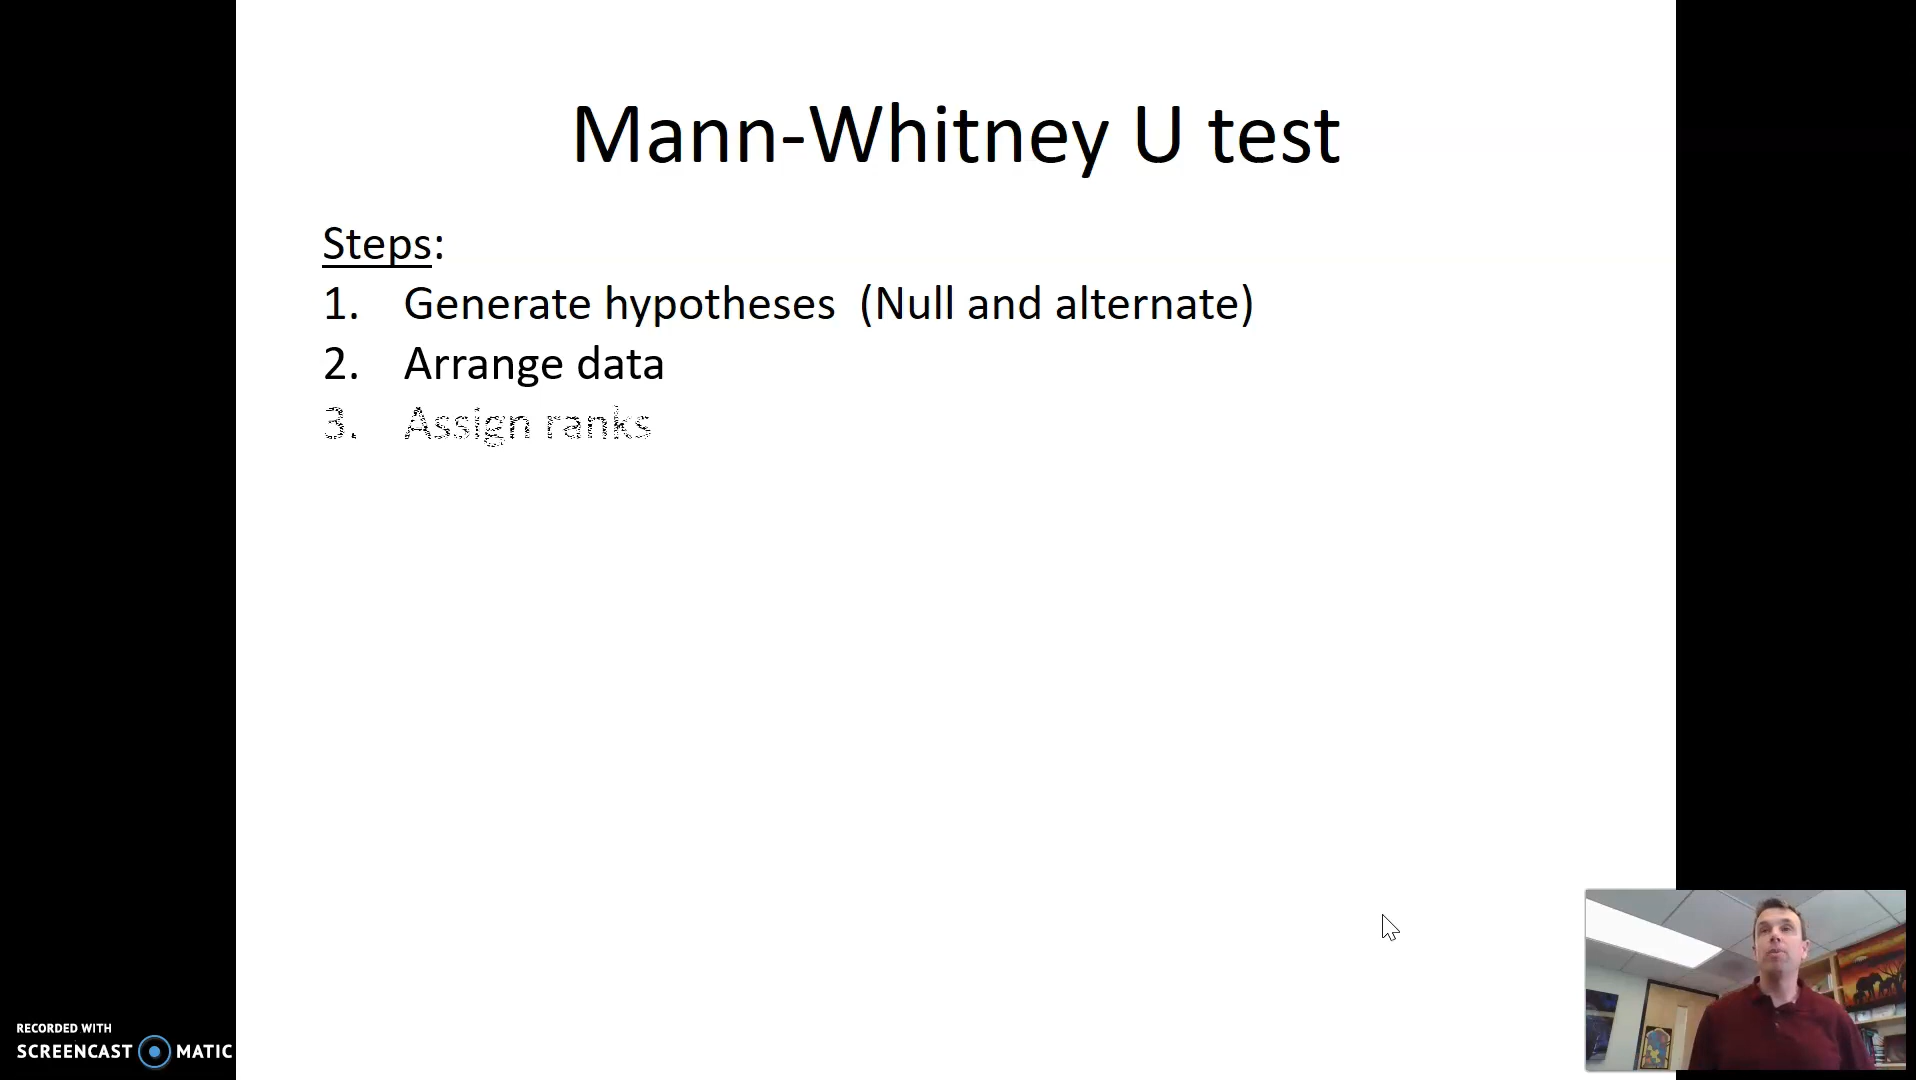 Mann-Whitney U test
Steps:
1. Generate hypotheses (Null and alternate)
2. Arrange data
3. Assign ranks
RECORDED WITH
SCREENCAST MATIC